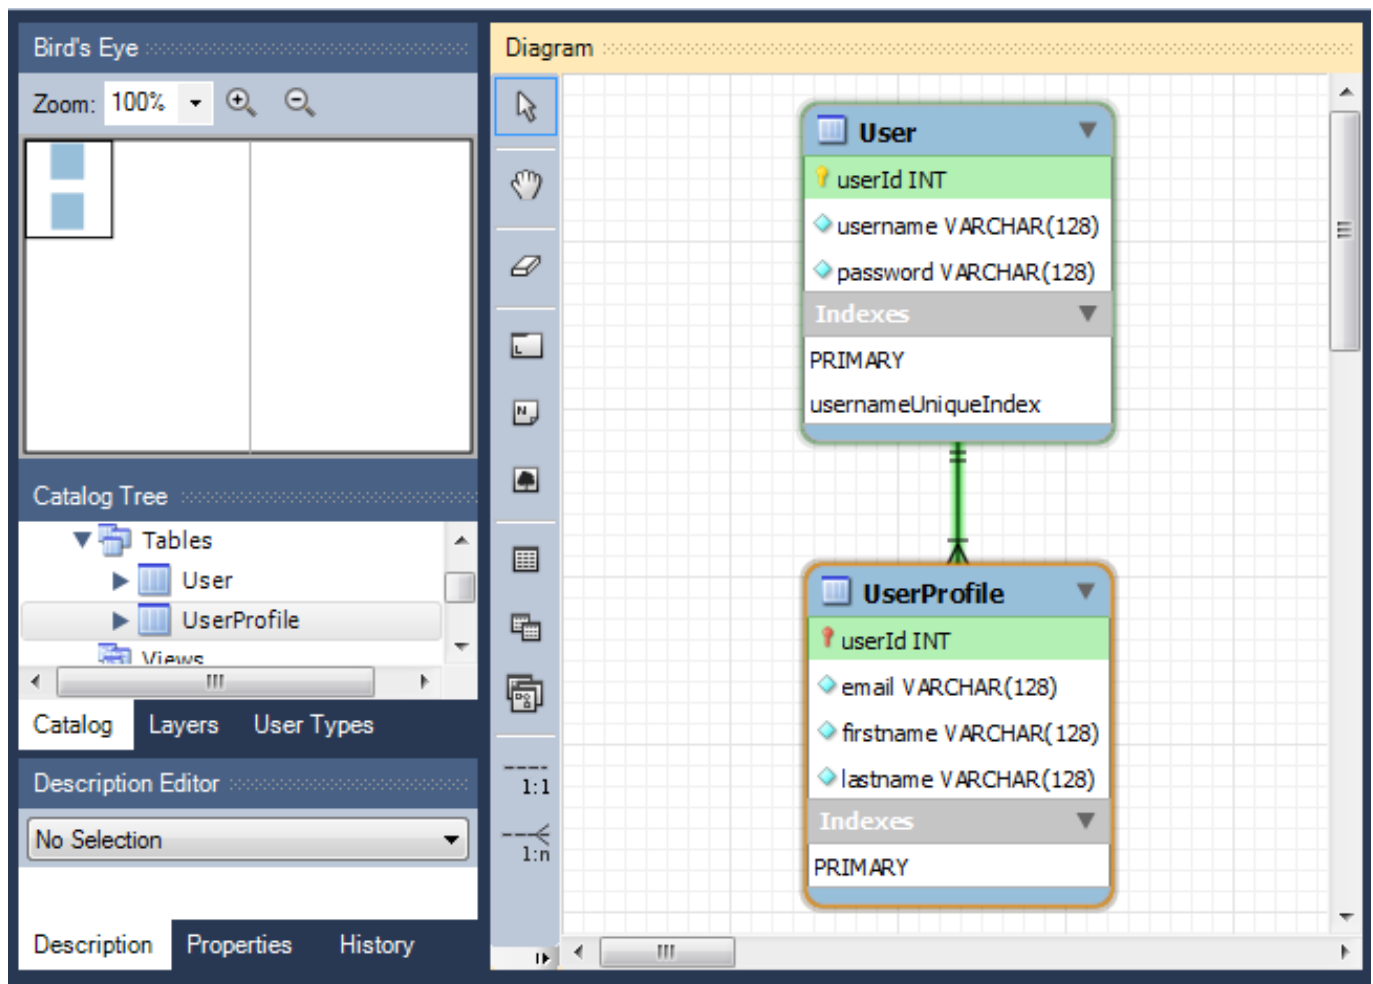 Bird's Eye
Zoom: 100%
Catalog Tree
Tables
User
UserProfile
Views
Catalog Layers User Types
Description Editor
No Selection
Description Properties History
Diagram
L
N
1:1
1:n
User
userId INT
username VARCHAR(128)
password VARCHAR(128)
Indexes
PRIMARY
usernameUniqueIndex
UserProfile
userId INT
email VARCHAR(128)
firstname VARCHAR(128)
lastname VARCHAR(128)
Indexes
PRIMARY